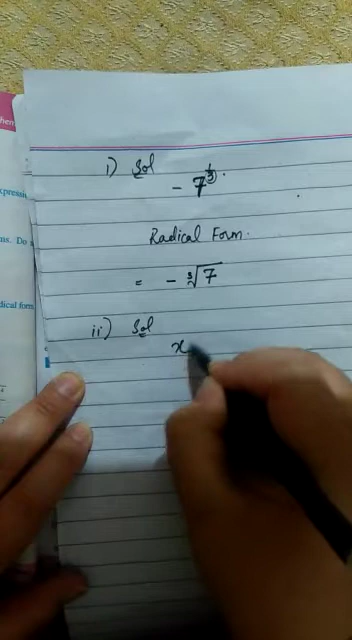 i) Sol
- 7^{1/3}.
Radical Form.
= - ∛7
ii) Sol
x